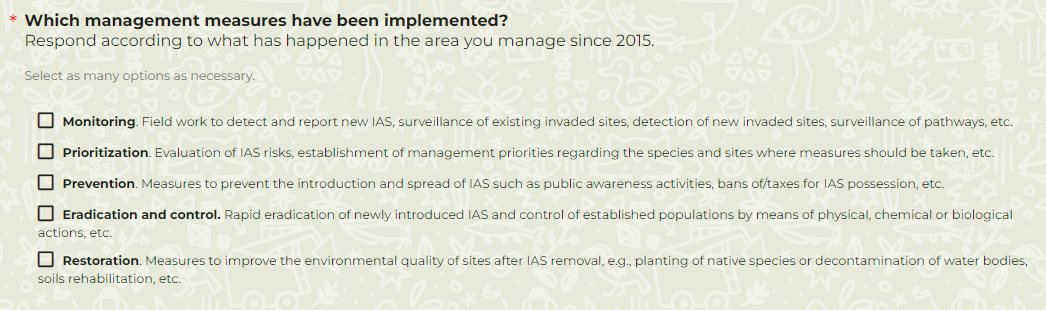 * Which management measures have been implemented?
Respond according to what has happened in the area you manage since 2015.
Select as many options as necessary.
Monitoring. Field work to detect and report new IAS, surveillance of existing invaded sites, detection of new invaded sites, surveillance of pathways, etc.
Prioritization. Evaluation of IAS risks, establishment of management priorities regarding the species and sites where measures should be taken, etc.
Prevention. Measures to prevent the introduction and spread of IAS such as public awareness activities, bans of/taxes for IAS possession, etc.
Eradication and control. Rapid eradication of newly introduced IAS and control of established populations by means of physical, chemical or biological
actions, etc.
Restoration. Measures to improve the environmental quality of sites after IAS removal, e.g., planting of native species or decontamination of water bodies,
soils rehabilitation, etc.